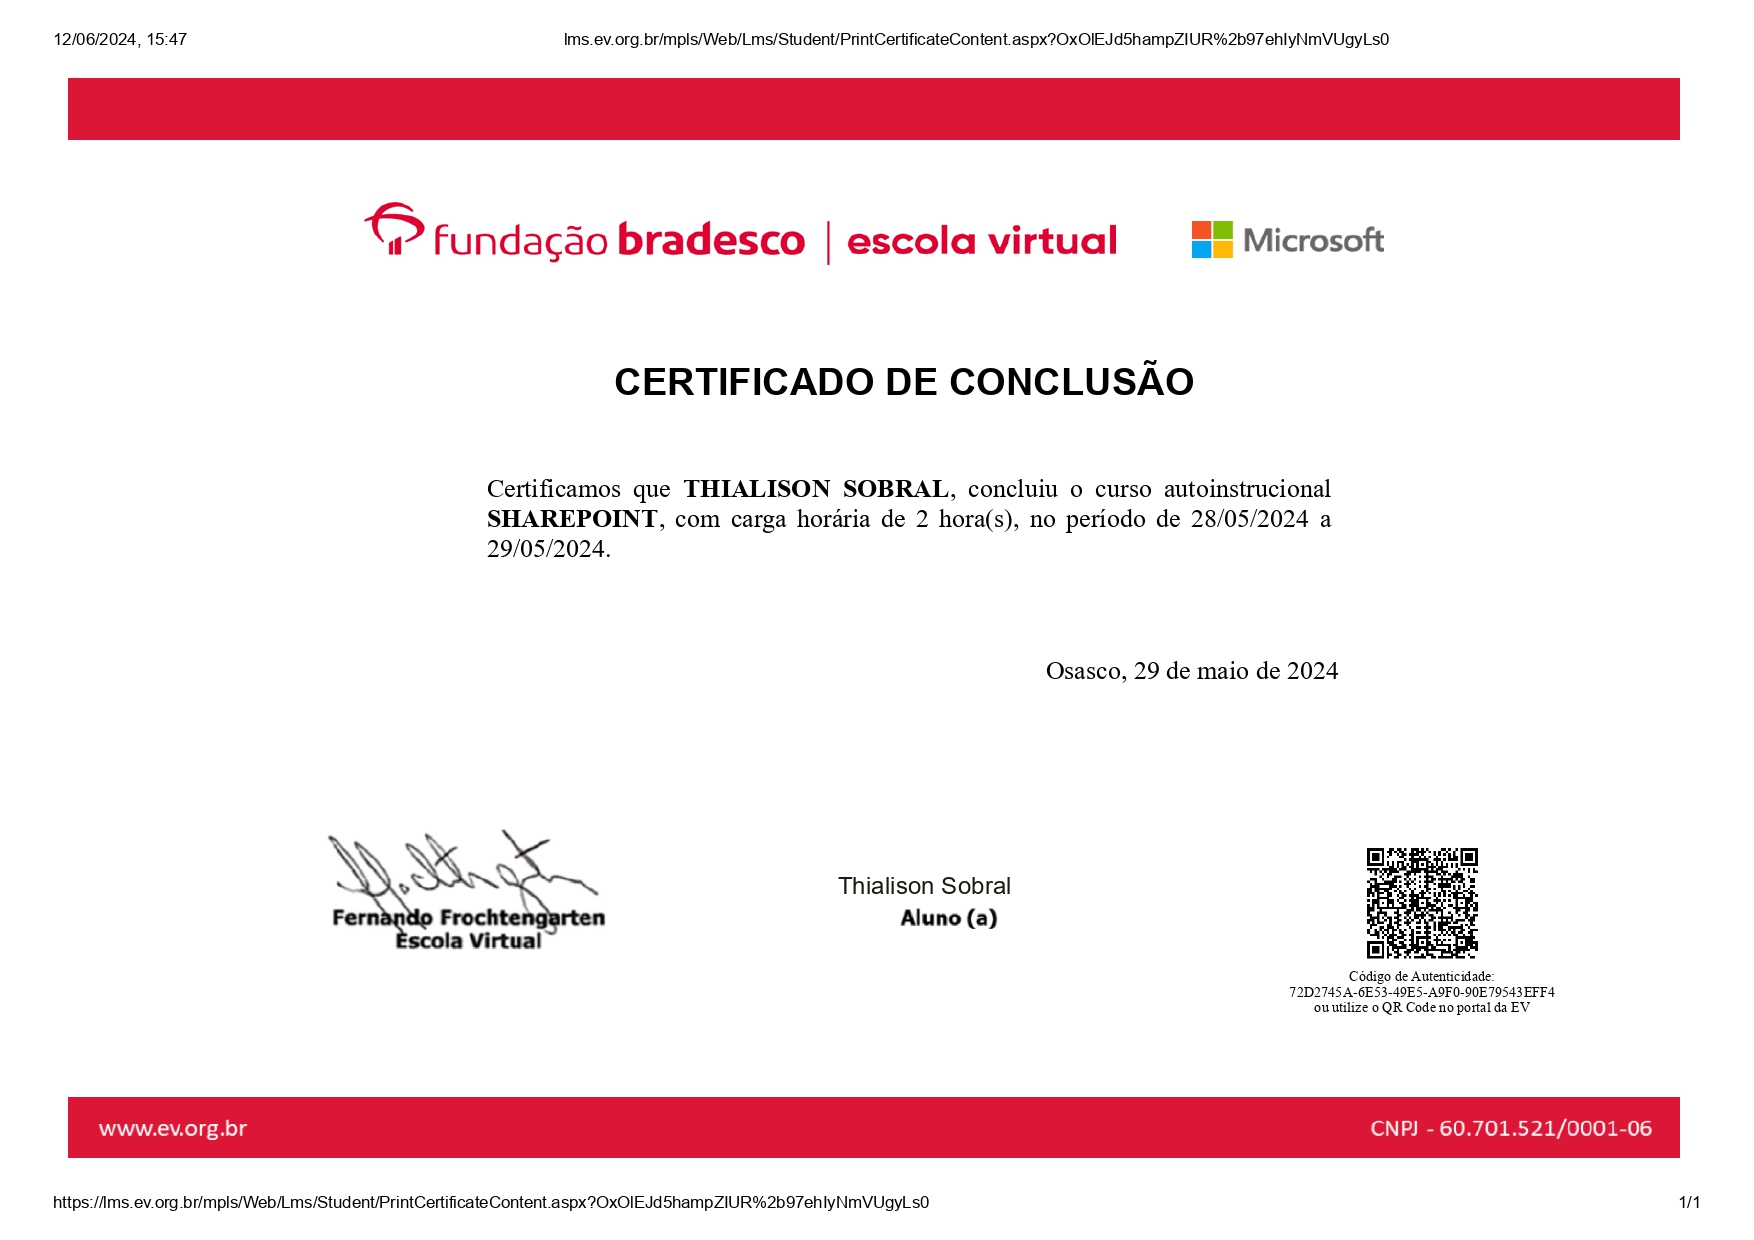 12/06/2024, 15:47
lms.ev.org.br/mpls/Web/Lms/Student/PrintCertificateContent.aspx?OxOlEJd5hampZIUR%2b97ehIyNmVUgyLs0
fundação bradesco | escola virtual
Microsoft
CERTIFICADO DE CONCLUSÃO
Certificamos que THIALISON SOBRAL, concluiu o curso autoinstrucional
SHAREPOINT, com carga horária de 2 hora(s), no período de 28/05/2024 a
29/05/2024.
Osasco, 29 de maio de 2024
Fernando Frochtengarten
Escola Virtual
Thialison Sobral
Aluno (a)
Código de Autenticidade:
72D2745A-6E53-49E5-A9F0-90E79543EFF4
ou utilize o QR Code no portal da EV
www.ev.org.br
CNPJ - 60.701.521/0001-06
https://lms.ev.org.br/mpls/Web/Lms/Student/PrintCertificateContent.aspx?OxOlEJd5hampZIUR%2b97ehIyNmVUgyLs0
1/1